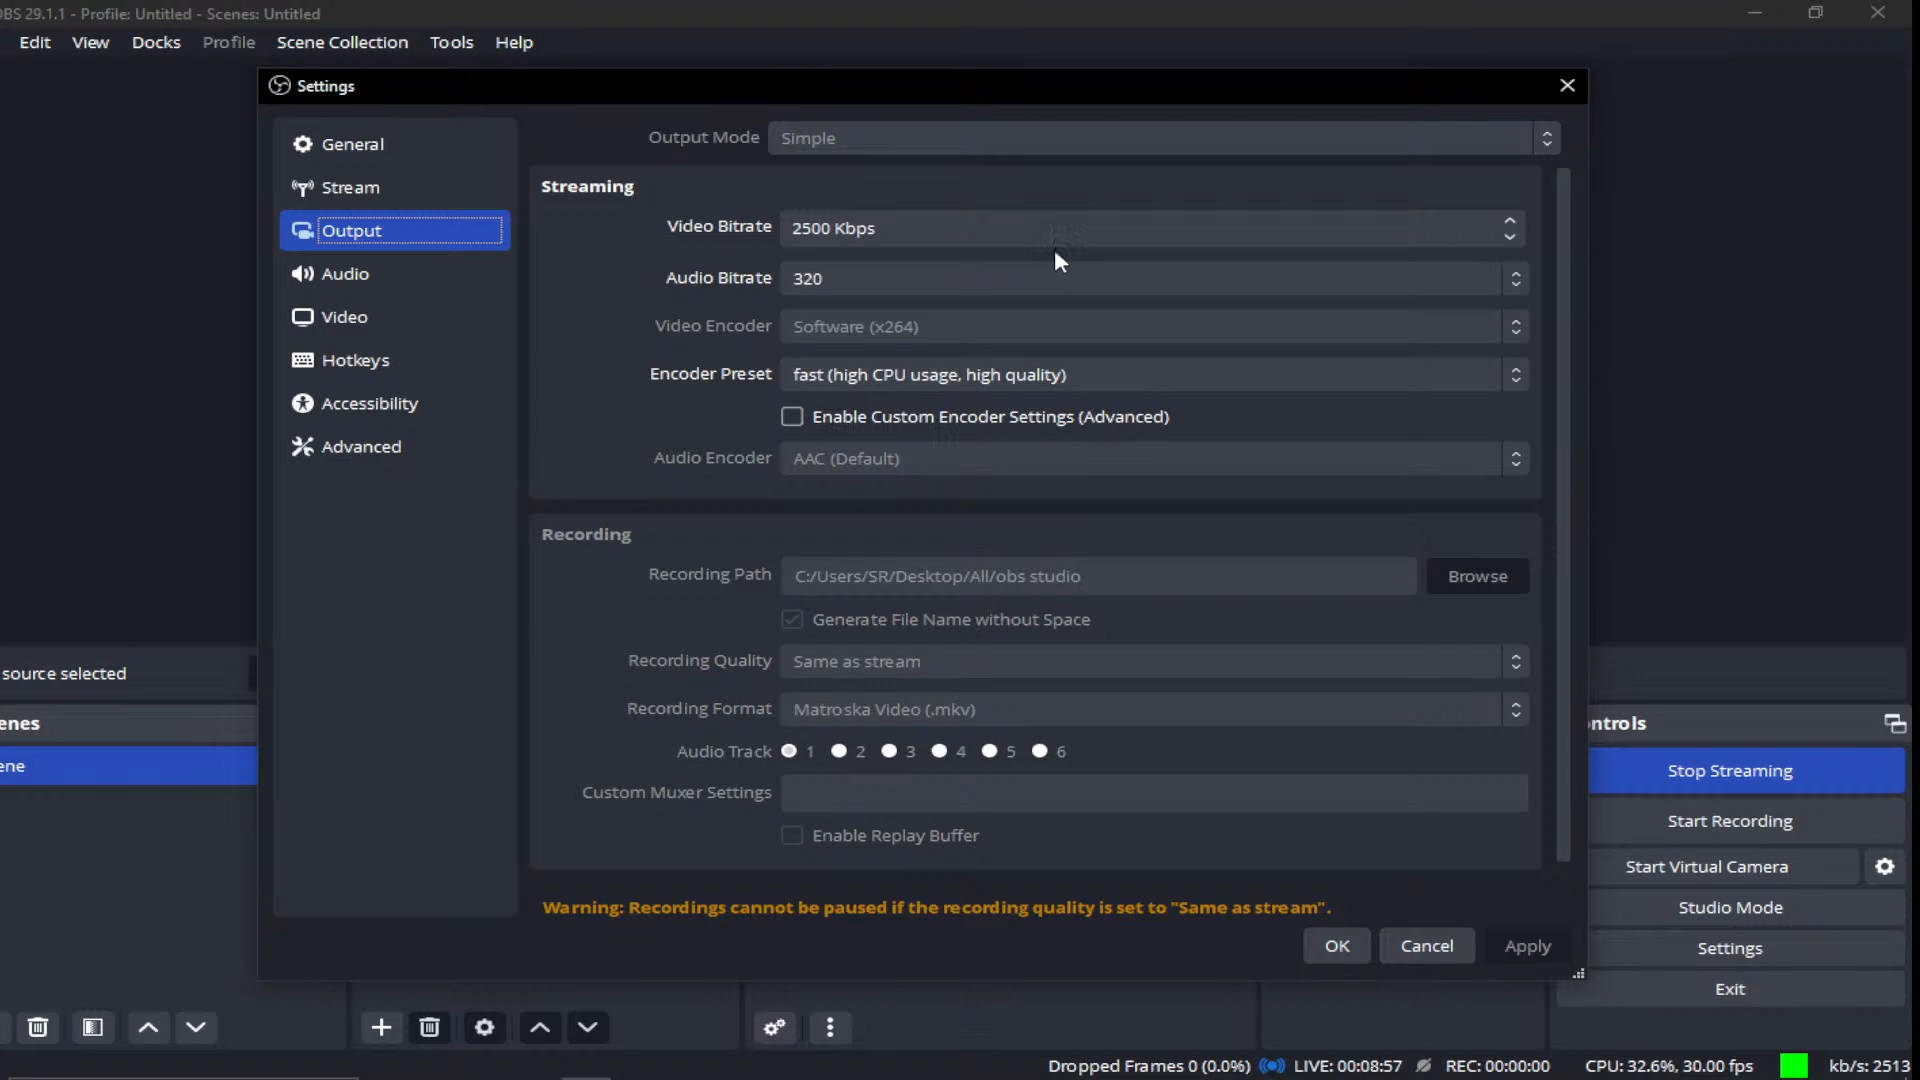 OBS 29.1.1 - Profile: Untitled - Scenes: Untitled
Edit View Docks Profile Scene Collection Tools Help
Settings
General
Stream
Output
Audio
Video
Hotkeys
Accessibility
Advanced
Output Mode Simple
Streaming
Video Bitrate 2500 Kbps
Audio Bitrate 320
Video Encoder Software (x264)
Encoder Preset fast (high CPU usage, high quality)
Enable Custom Encoder Settings (Advanced)
Audio Encoder AAC (Default)
Recording
Recording Path C:/Users/SR/Desktop/All/obs studio Browse
Generate File Name without Space
Recording Quality Same as stream
Recording Format Matroska Video (.mkv)
Audio Track 1 2 3 4 5 6
Custom Muxer Settings
Enable Replay Buffer
Warning: Recordings cannot be paused if the recording quality is set to "Same as stream".
OK Cancel Apply
source selected
enes
ene
ntrols
Stop Streaming
Start Recording
Start Virtual Camera
Studio Mode
Settings
Exit
Dropped Frames 0 (0.0%) LIVE: 00:08:57 REC: 00:00:00 CPU: 32.6%, 30.00 fps kb/s: 2513